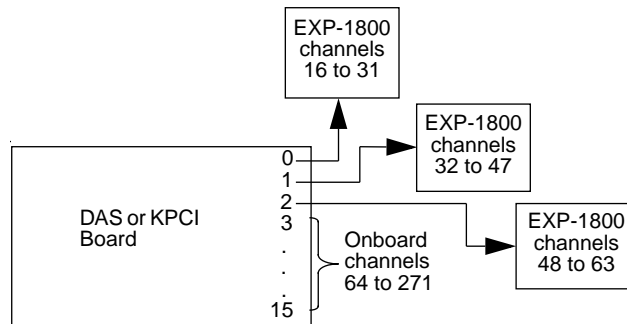 EXP-1800
channels
16 to 31
EXP-1800
channels
32 to 47
EXP-1800
channels
48 to 63
DAS or KPCI
Board
0
1
2
3
.
.
.
15
Onboard
channels
64 to 271